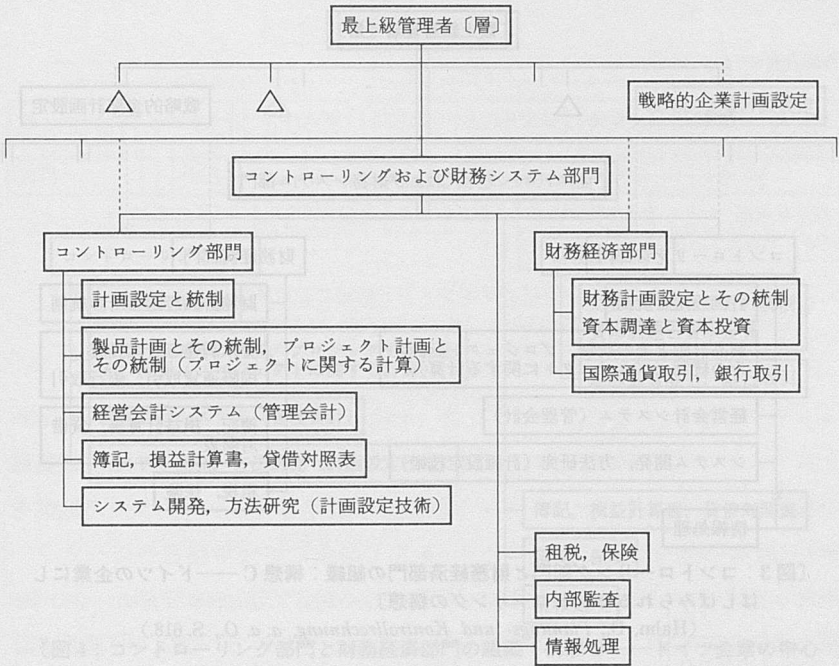 最上級管理者〔層〕
戦略的企業計画設定
コントローリングおよび財務システム部門
コントローリング部門
計画設定と統制
製品計画とその統制,プロジェクト計画と
その統制(プロジェクトに関する計算)
経営会計システム(管理会計)
簿記,損益計算書,貸借対照表
システム開発,方法研究(計画設定技術)
財務経済部門
財務計画設定とその統制
資本調達と資本投資
国際通貨取引,銀行取引
租税,保険
内部監査
情報処理